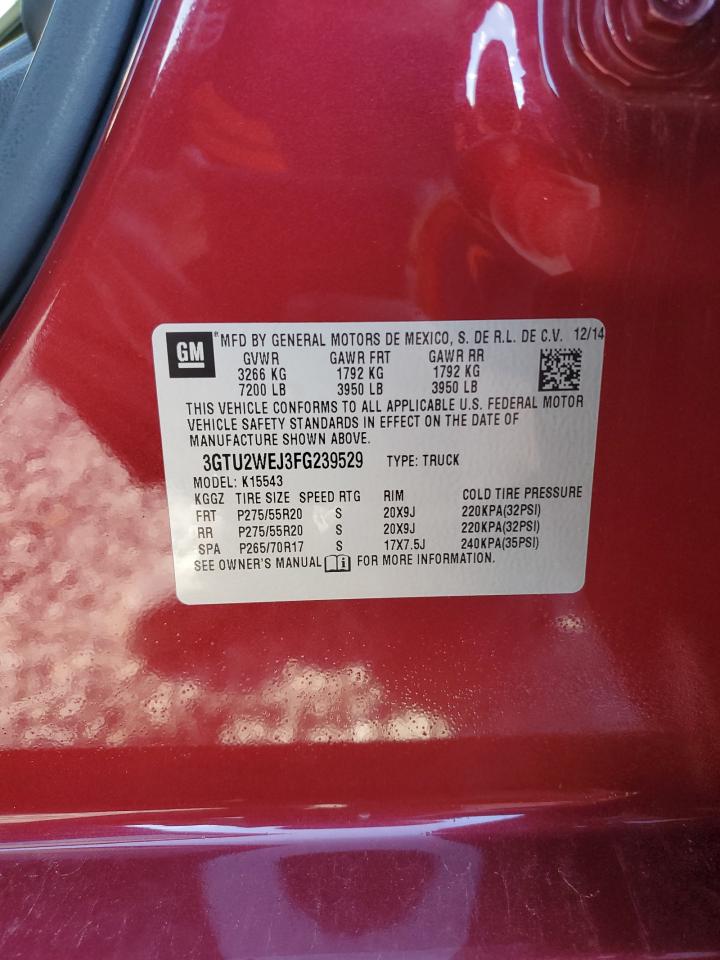 GM ® MFD BY GENERAL MOTORS DE MEXICO, S. DE R.L. DE C.V. 12/14
GVWR GAWR FRT GAWR RR
3266 KG 1792 KG 1792 KG
7200 LB 3950 LB 3950 LB
THIS VEHICLE CONFORMS TO ALL APPLICABLE U.S. FEDERAL MOTOR
VEHICLE SAFETY STANDARDS IN EFFECT ON THE DATE OF
MANUFACTURE SHOWN ABOVE.
3GTU2WEJ3FG239529 TYPE: TRUCK
MODEL: K15543
KGGZ TIRE SIZE SPEED RTG RIM COLD TIRE PRESSURE
FRT P275/55R20 S 20X9J 220KPA(32PSI)
RR P275/55R20 S 20X9J 220KPA(32PSI)
SPA P265/70R17 S 17X7.5J 240KPA(35PSI)
SEE OWNER'S MANUAL i FOR MORE INFORMATION.